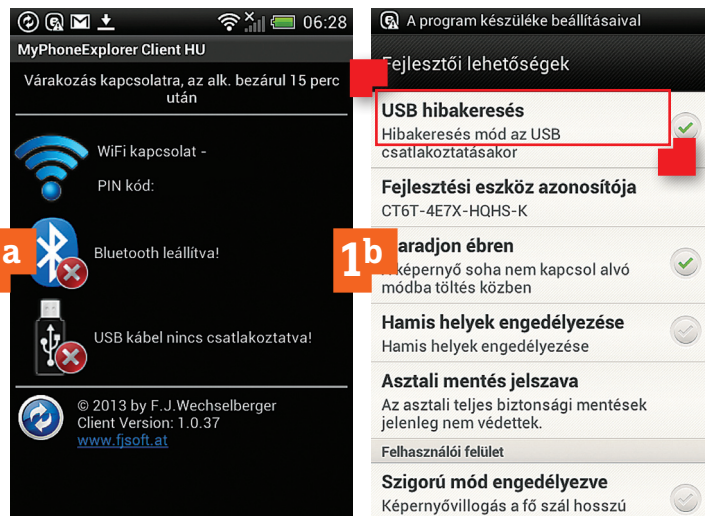 06:28
MyPhoneExplorer Client HU
Várakozás kapcsolatra, az alk. bezárul 15 perc
után
WiFi kapcsolat -
PIN kód:
a
Bluetooth leállítva!
USB kábel nincs csatlakoztatva!
© 2013 by F.J.Wechselberger
Client Version: 1.0.37
www.fjsoft.at
A program készüléke beállításaival
Fejlesztői lehetőségek
USB hibakeresés
Hibakeresés mód az USB
csatlakoztatásakor
Fejlesztési eszköz azonosítója
CT6T-4E7X-HQHS-K
1b
aradjon ébren
képernyő soha nem kapcsol alvó
módba töltés közben
Hamis helyek engedélyezése
Hamis helyek engedélyezése
Asztali mentés jelszava
Az asztali teljes biztonsági mentések
jelenleg nem védettek.
Felhasználói felület
Szigorú mód engedélyezve
Képernyővillogás a fő szál hosszú